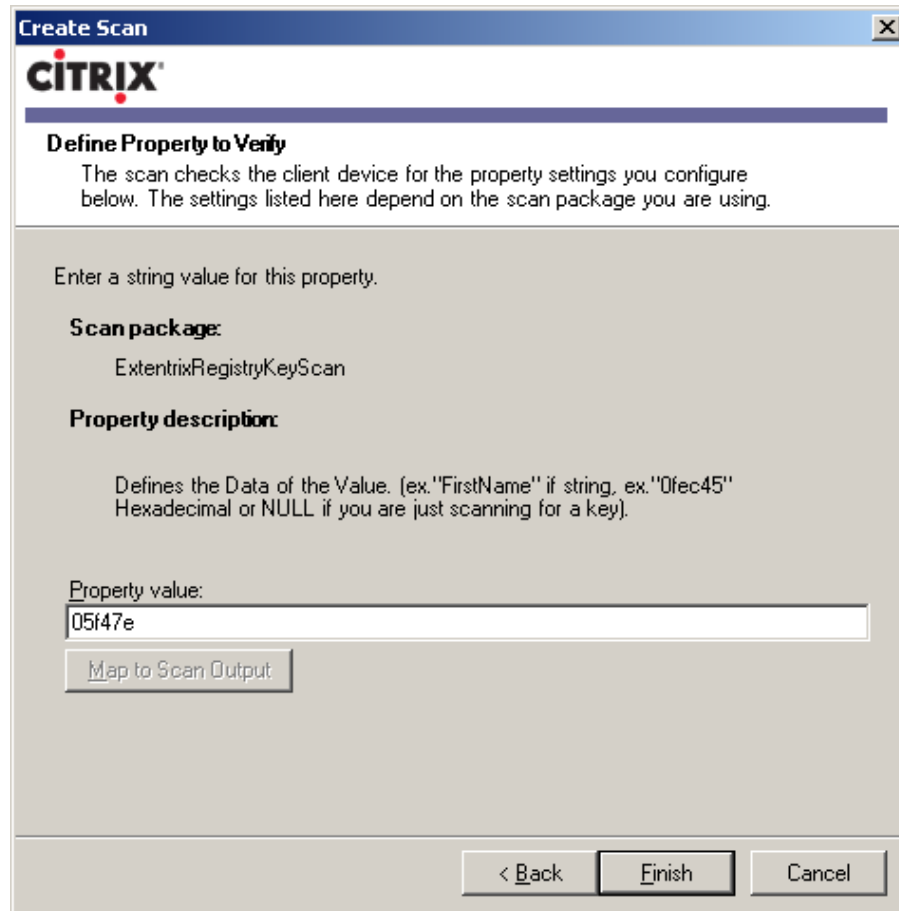 Create Scan
CİTRIX
Define Property to Verify
The scan checks the client device for the property settings you configure
below. The settings listed here depend on the scan package you are using.
Enter a string value for this property.
Scan package:
ExtentrixRegistryKeyScan
Property description:
Defines the Data of the Value. (ex."FirstName" if string, ex."0fec45"
Hexadecimal or NULL if you are just scanning for a key).
Property value:
05f47e
Map to Scan Output
< Back
Finish
Cancel